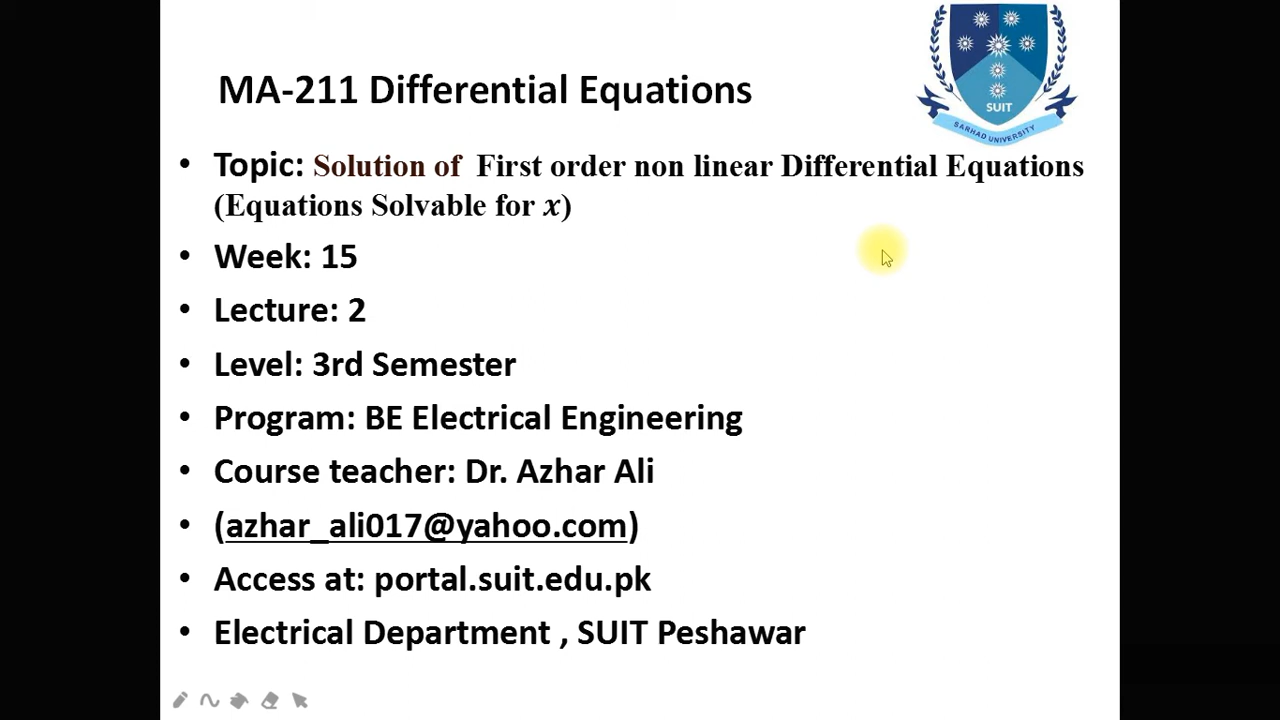 SUIT
SARHAD UNIVERSITY
MA-211 Differential Equations
• Topic: Solution of First order non linear Differential Equations
(Equations Solvable for x)
• Week: 15
• Lecture: 2
• Level: 3rd Semester
• Program: BE Electrical Engineering
• Course teacher: Dr. Azhar Ali
• (azhar_ali017@yahoo.com)
• Access at: portal.suit.edu.pk
• Electrical Department , SUIT Peshawar